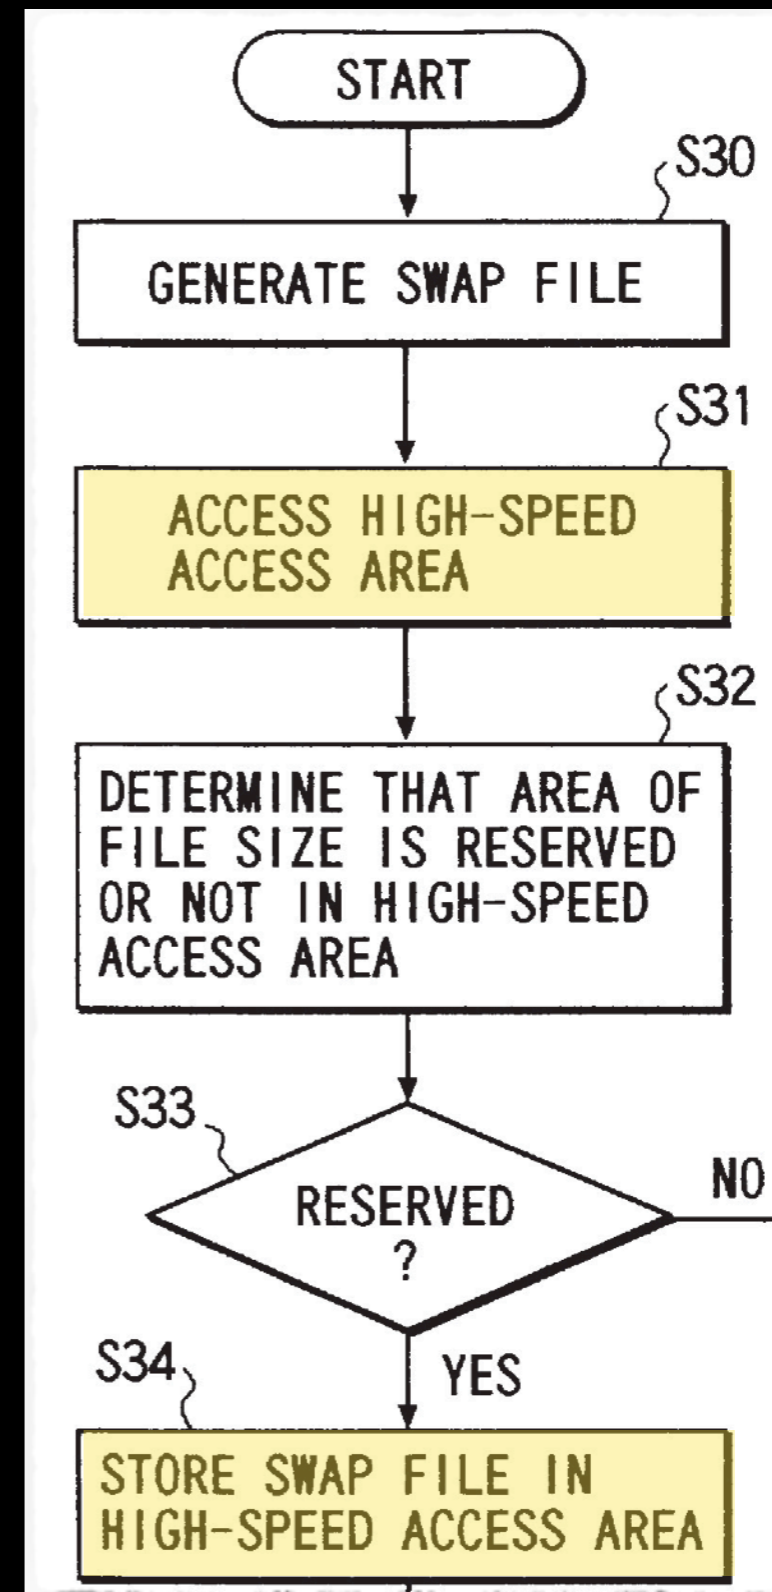 START
S30
GENERATE SWAP FILE
S31
ACCESS HIGH-SPEED
ACCESS AREA
S32
DETERMINE THAT AREA OF
FILE SIZE IS RESERVED
OR NOT IN HIGH-SPEED
ACCESS AREA
S33
RESERVED
?
NO
YES
S34
STORE SWAP FILE IN
HIGH-SPEED ACCESS AREA